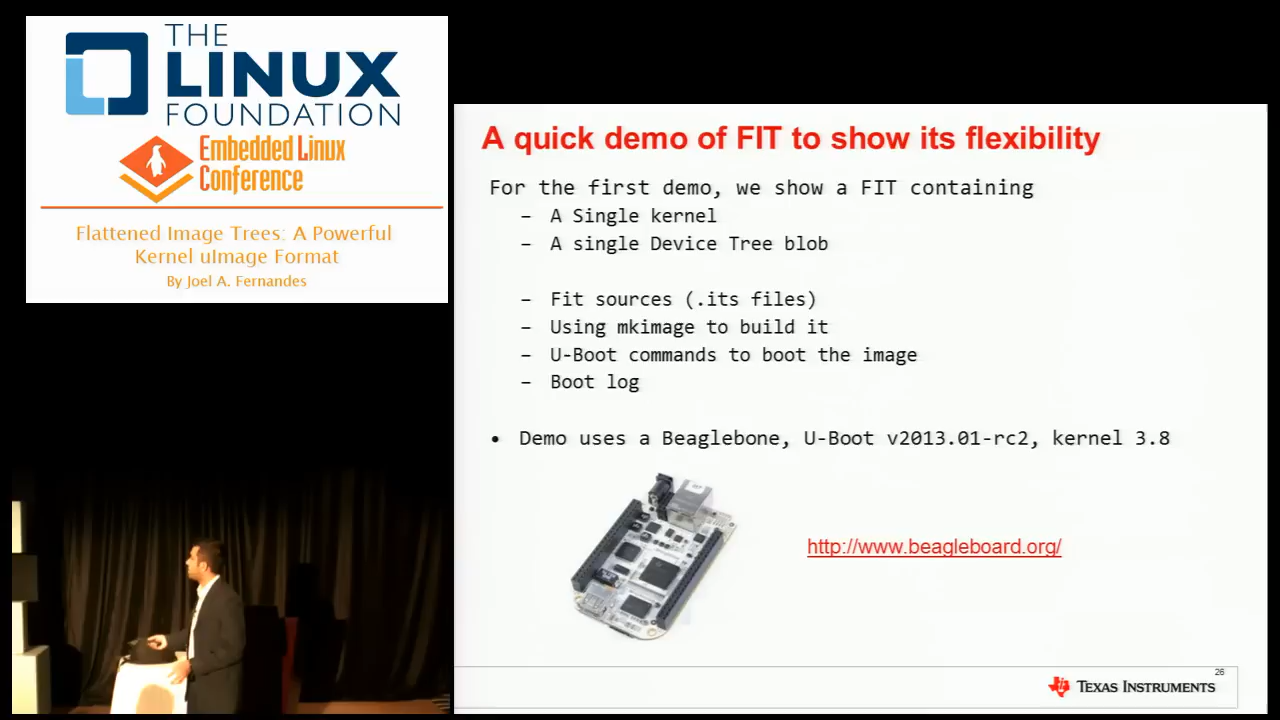 THE
LINUX
FOUNDATION
Embedded Linux
Conference
Flattened Image Trees: A Powerful
Kernel uImage Format
By Joel A. Fernandes
A quick demo of FIT to show its flexibility
For the first demo, we show a FIT containing
– A Single kernel
– A single Device Tree blob
– Fit sources (.its files)
– Using mkimage to build it
– U-Boot commands to boot the image
– Boot log
• Demo uses a Beaglebone, U-Boot v2013.01-rc2, kernel 3.8
http://www.beagleboard.org/
26
TEXAS INSTRUMENTS